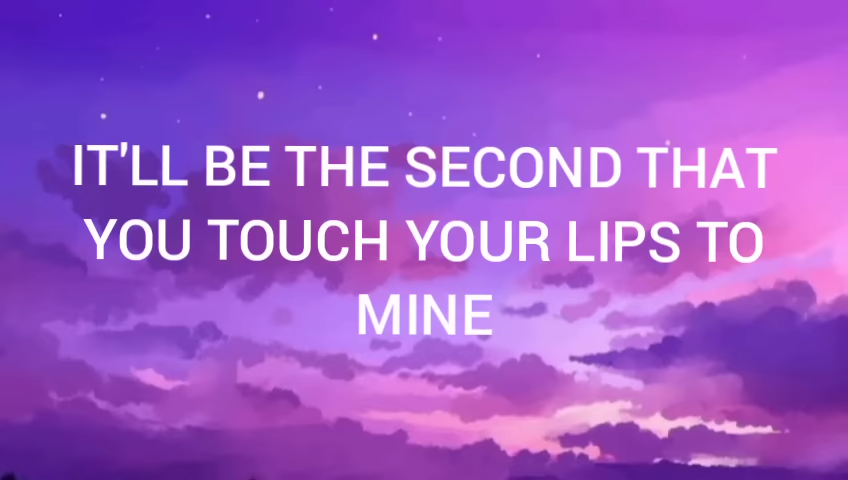 IT'LL BE THE SECOND THAT
YOU TOUCH YOUR LIPS TO
MINE